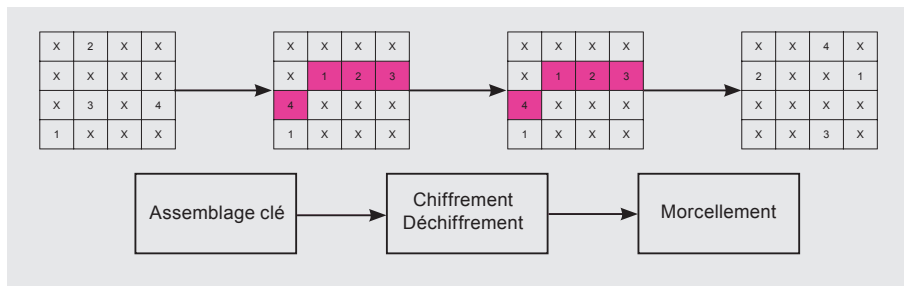 X 2 X X
X X X X
X 3 X 4
1 X X X
X X X X
X 1 2 3
4 X X X
1 X X X
X X X X
X 1 2 3
4 X X X
1 X X X
X X 4 X
2 X X 1
X X X X
X X 3 X
Assemblage clé
Chiffrement
Déchiffrement
Morcellement